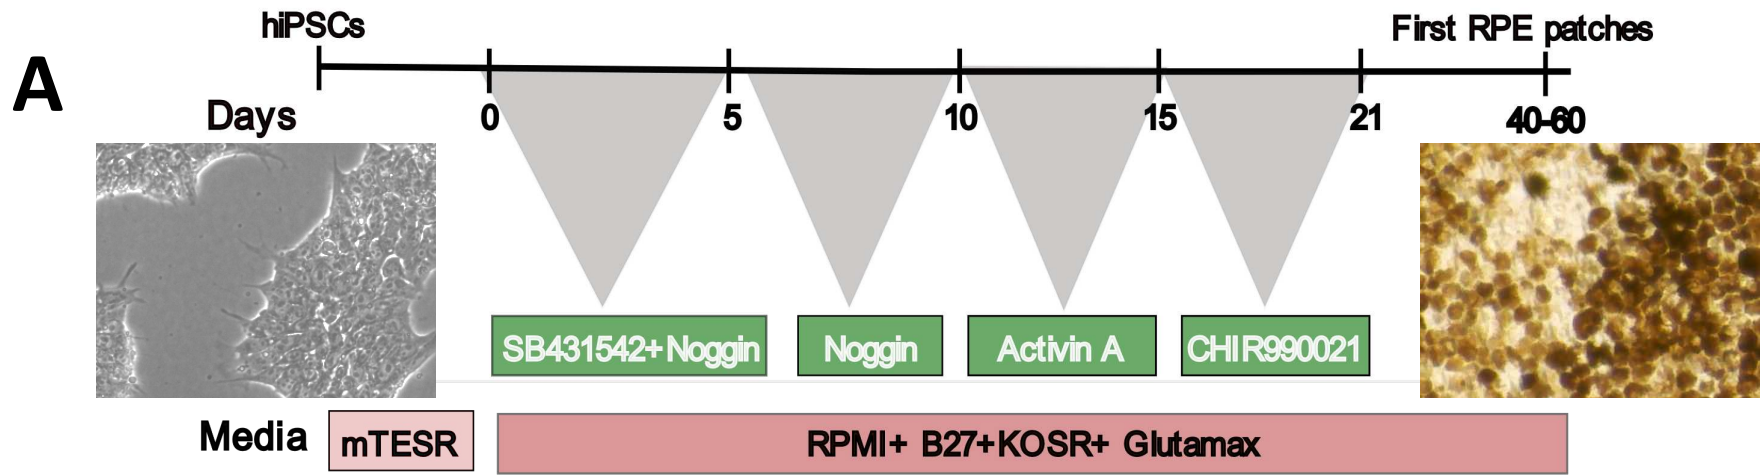 A
hiPSCs
First RPE patches
Days
0
5
10
15
21
40-60
SB431542+Noggin
Noggin
Activin A
CHIR990021
Media
mTESR
RPMI+ B27+KOSR+ Glutamax